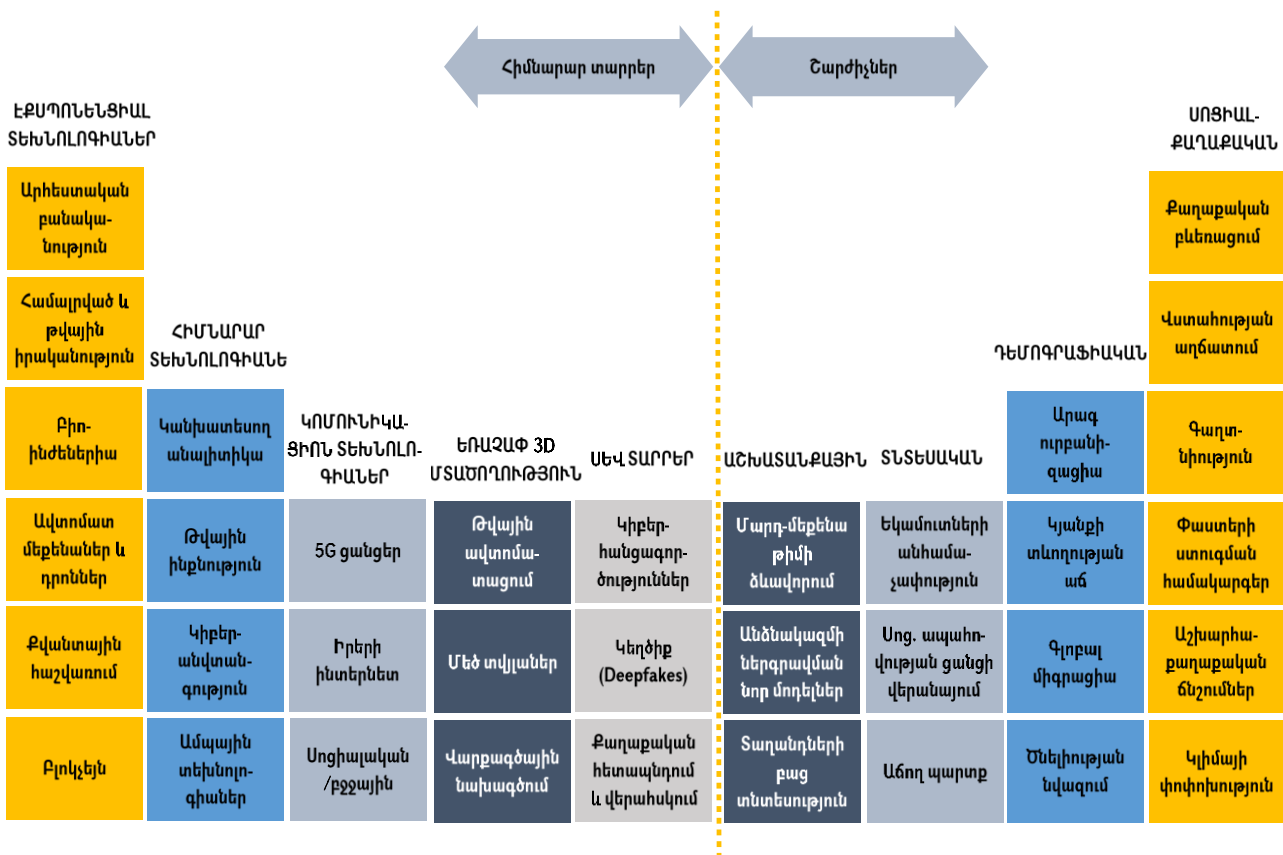 Հիմնարար տարրեր
Շարժիչներ
ԷՔՍՊՈՆԵՆՑԻԱԼ
ՏԵԽՆՈԼՈԳԻԱՆԵՐ
Արհեստական
բանակա-
նություն
Համալրված և
թվային
իրականություն
Բիո-
ինժեներիա
Ավտոմատ
մեքենաներ և
դրոններ
Քվանտային
հաշվառում
Բլոկչեյն
ՀԻՄՆԱՐԱՐ
ՏԵԽՆՈԼՈԳԻԱՆԵ
Կանխատեսող
անալիտիկա
Թվային
ինքնություն
Կիբեր-
անվտան-
գություն
Ամպային
տեխնոլո-
գիաներ
ԿՈՄՈՒՆԻԿԱ-
ՑԻՈՆ ՏԵԽՆՈԼՈ-
ԳԻԱՆԵՐ
5G ցանցեր
Իրերի
ինտերնետ
Սոցիալական
/բջջային
ԵՌԱՉԱՓ 3D
ՄՏԱԾՈՂՈՒԹՅՈՒՆ
Թվային
ավտոմա-
տացում
Մեծ տվյլաներ
Վարքագծային
նախագծում
ՍԵՎ ՏԱՐՐԵՐ
Կիբեր-
հանցագոր-
ծություններ
Կեղծիք
(Deepfakes)
Քաղաքական
հետապնդում
և վերահսկում
ԱՇԽԱՏԱՆՔԱՅԻՆ
Մարդ-մեքենա
թիմի
ձևավորում
Անձնակազմի
ներգրավման
նոր մոդելներ
Տաղանդների
բաց
տնտեսություն
ՏՆՏԵՍԱԿԱՆ
Եկամուտների
անհամա-
չափություն
Սոց. ապահո-
վության ցանցի
վերանայում
Աճող պարտք
ԴԵՄՈԳՐԱՖԻԱԿԱՆ
Արագ
ուրբանի-
զացիա
Կյանքի
տևողության
աճ
Գլոբալ
միգրացիա
Ծնելիության
նվազում
ՍՈՑԻԱԼ-
ՔԱՂԱՔԱԿԱՆ
Քաղաքական
բևեռացում
Վստահության
աղճատում
Գաղտ-
նիություն
Փաստերի
ստուգման
համակարգեր
Աշխարհա-
քաղաքական
ճնշումներ
Կլիմայի
փոփոխություն